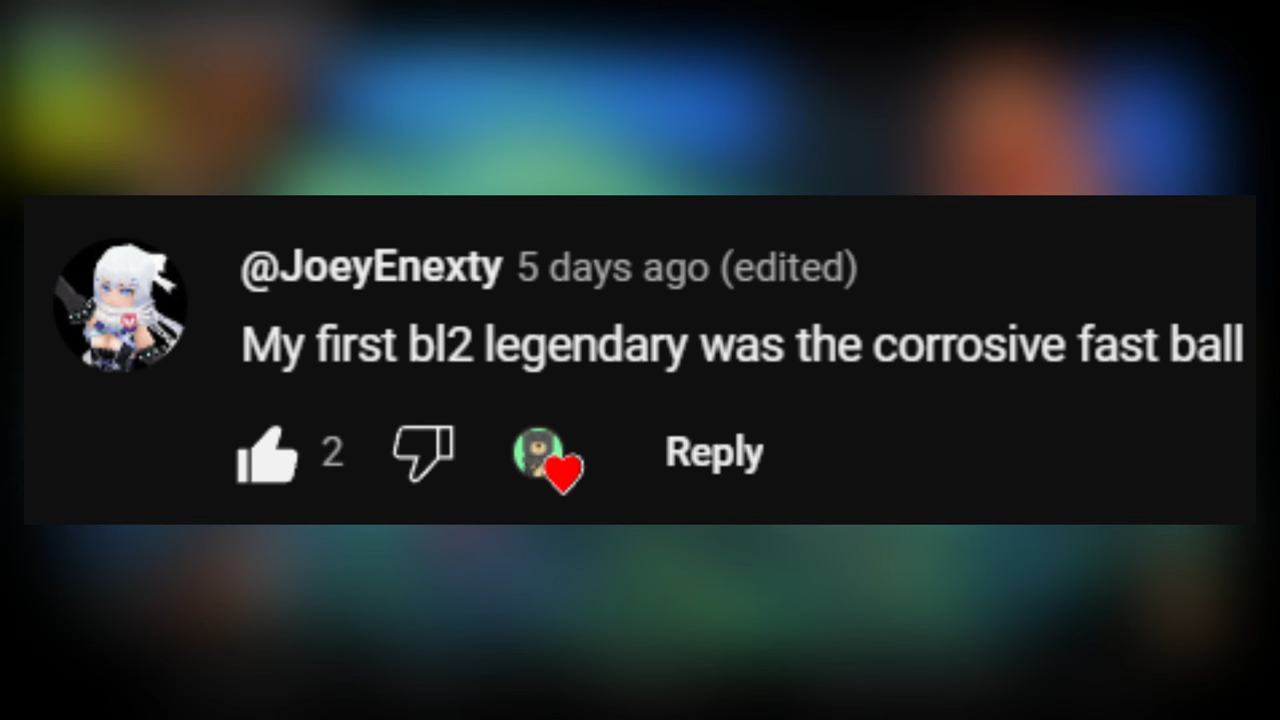 @JoeyEnexty 5 days ago (edited)
My first bl2 legendary was the corrosive fast ball
2 Reply